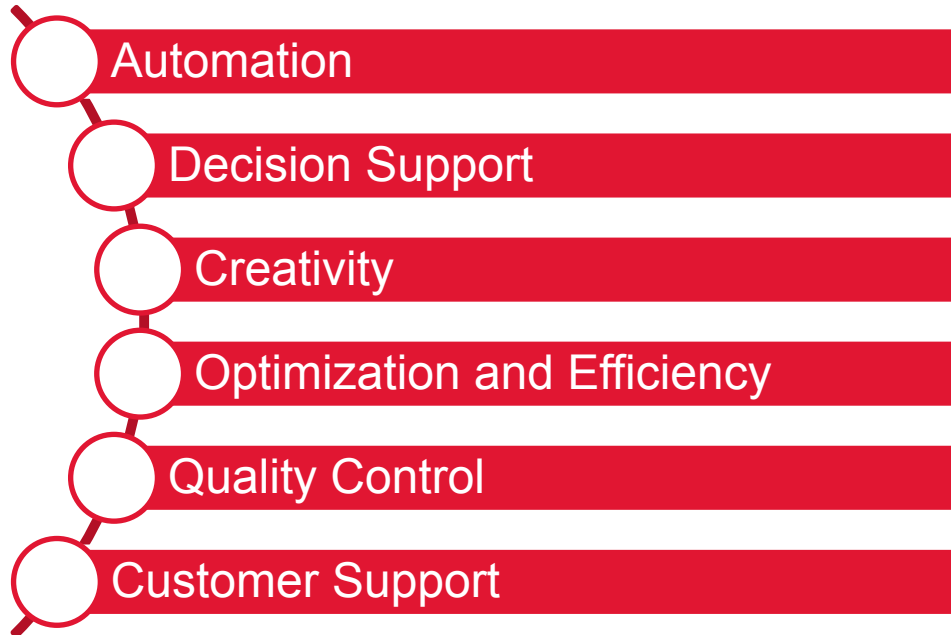 Automation
Decision Support
Creativity
Optimization and Efficiency
Quality Control
Customer Support